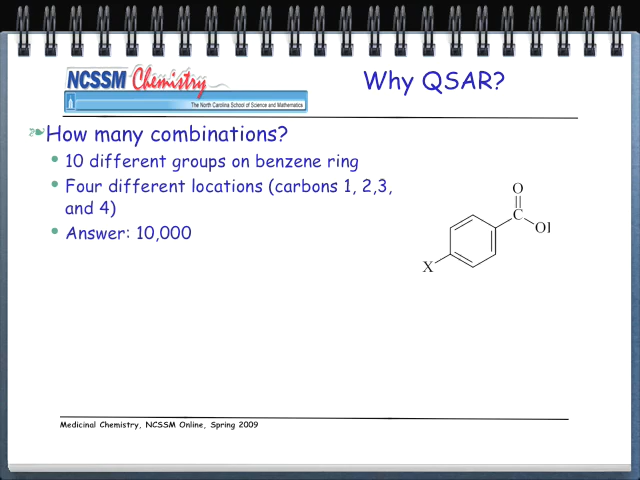 NCSSM Chemistry
The North Carolina School of Science and Mathematics
Why QSAR?
How many combinations?
10 different groups on benzene ring
Four different locations (carbons 1, 2,3,
and 4)
Answer: 10,000
O
C
OI
X
Medicinal Chemistry, NCSSM Online, Spring 2009